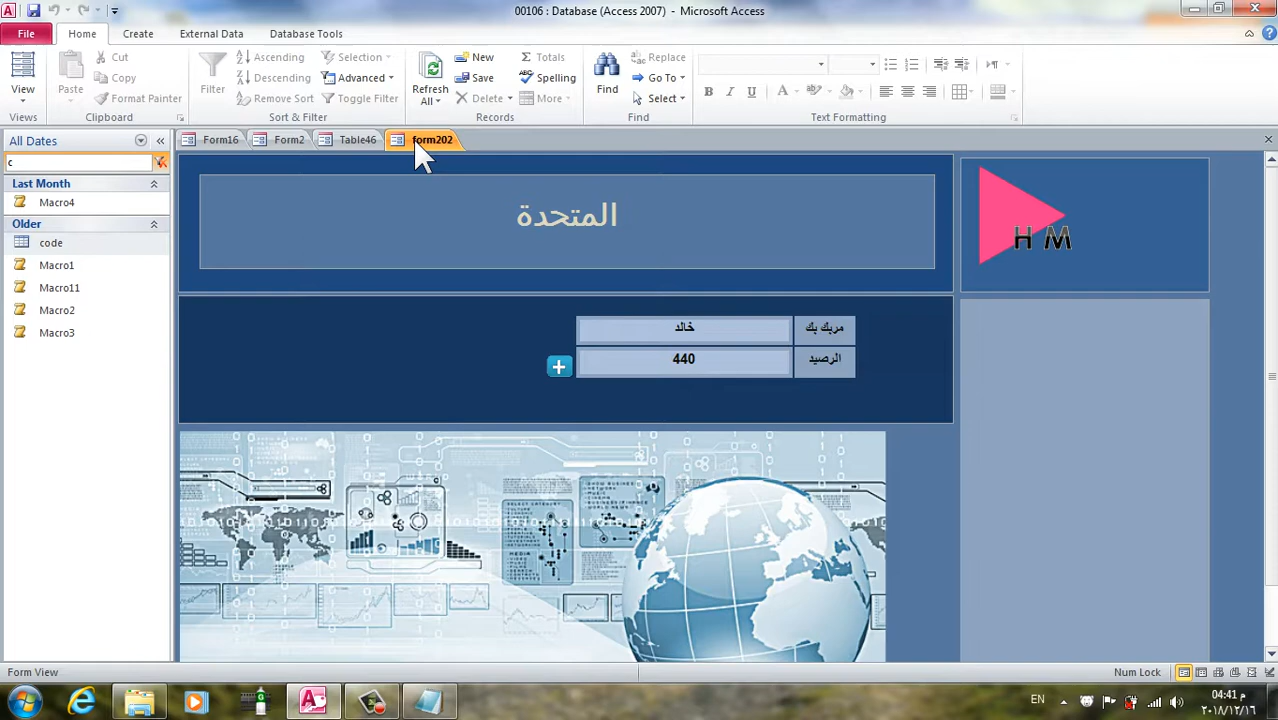 00106 : Database (Access 2007) - Microsoft Access
File
Home
Create
External Data
Database Tools
View
Views
Paste
Cut
Copy
Format Painter
Clipboard
Filter
Ascending
Descending
Remove Sort
Selection
Advanced
Toggle Filter
Sort & Filter
Refresh All
New
Save
Delete
Totals
Spelling
More
Records
Find
Replace
Go To
Select
Find
B I U A
Text Formatting
All Dates
c
Last Month
Macro4
Older
code
Macro1
Macro11
Macro2
Macro3
Form16
Form2
Table46
form202
المتحدة
H M
مربك بك
خالد
الرصيد
440
Form View
Num Lock
EN
04:41 م
٢٠١٨/١٢/١٦